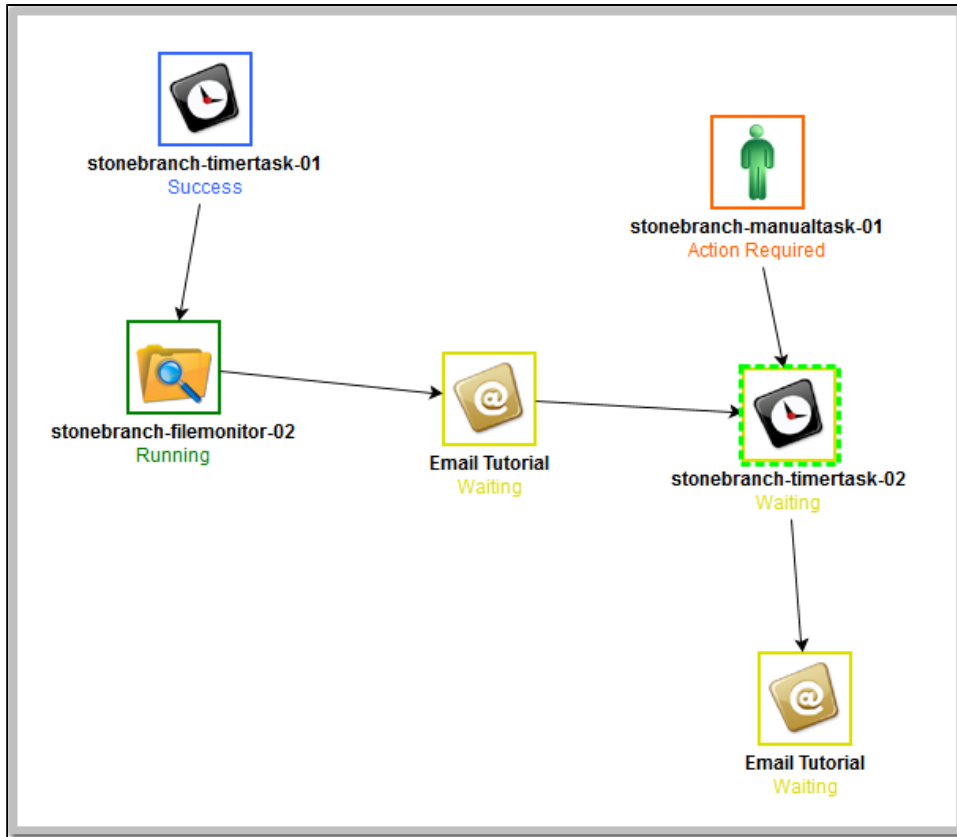 stonebranch-timertask-01
Success
stonebranch-manualtask-01
Action Required
stonebranch-filemonitor-02
Running
Email Tutorial
Waiting
stonebranch-timertask-02
Waiting
Email Tutorial
Waiting